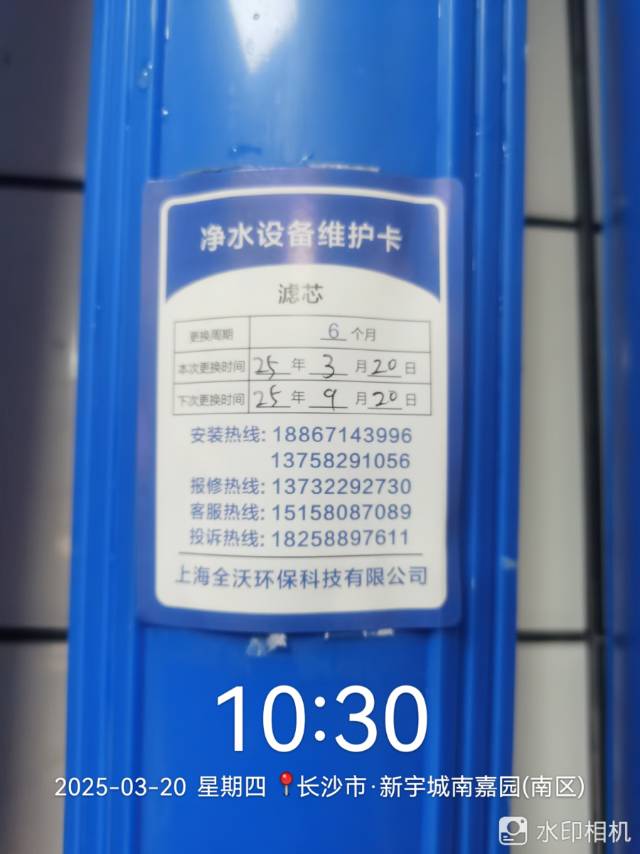 净水设备维护卡
滤芯
更换周期 6 个月
本次更换时间 25 年 3 月 20 日
下次更换时间 25 年 9 月 20 日
安装热线: 18867143996
13758291056
报修热线: 13732292730
客服热线: 15158087089
投诉热线: 18258897611
上海全沃环保科技有限公司
10:30
2025-03-20 星期四 📍长沙市·新宇城南嘉园(南区)
水印相机